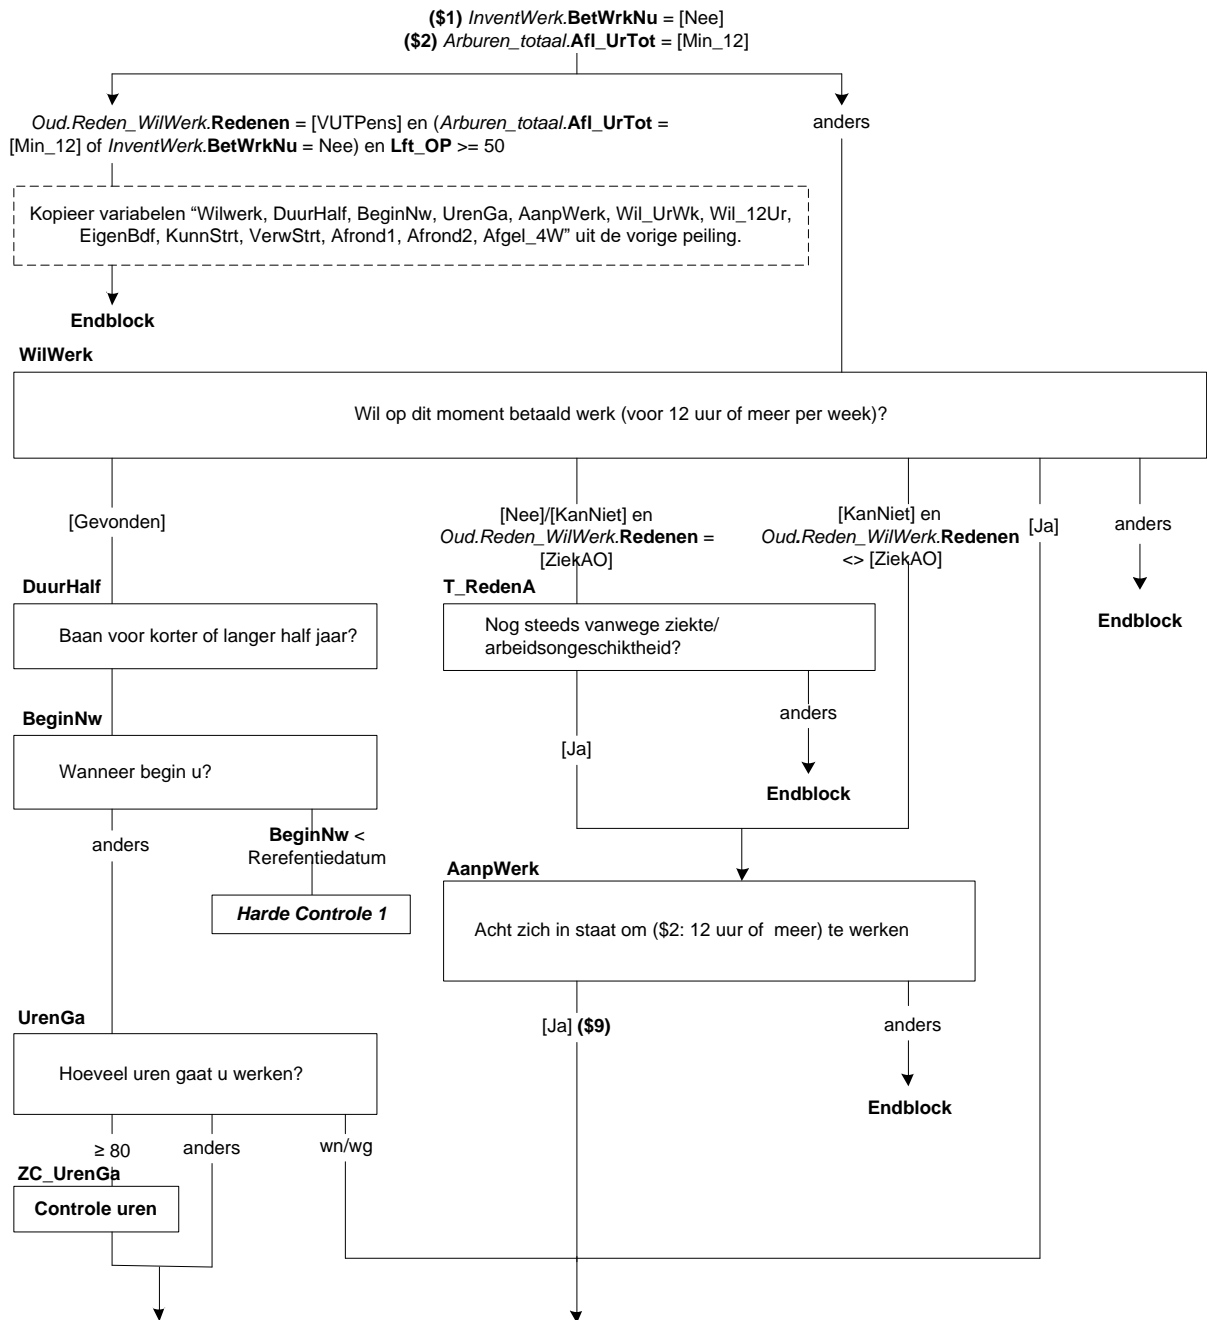 ($1) InventWerk.BetWrkNu = [Nee]
($2) Arburen_totaal.Afl_UrTot = [Min_12]
Oud.Reden_WilWerk.Redenen = [VUTPens] en (Arburen_totaal.Afl_UrTot =
[Min_12] of InventWerk.BetWrkNu = Nee) en Lft_OP >= 50
anders
Kopieer variabelen “Wilwerk, DuurHalf, BeginNw, UrenGa, AanpWerk, Wil_UrWk, Wil_12Ur,
EigenBdf, KunnStrt, VerwStrt, Afrond1, Afrond2, Afgel_4W” uit de vorige peiling.
Endblock
WilWerk
Wil op dit moment betaald werk (voor 12 uur of meer per week)?
[Gevonden]
[Nee]/[KanNiet] en
Oud.Reden_WilWerk.Redenen =
[ZiekAO]
[KanNiet] en
Oud.Reden_WilWerk.Redenen
<> [ZiekAO]
[Ja]
anders
Endblock
DuurHalf
Baan voor korter of langer half jaar?
T_RedenA
Nog steeds vanwege ziekte/
arbeidsongeschiktheid?
BeginNw
Wanneer begin u?
[Ja]
anders
Endblock
anders
BeginNw <
Rerefentiedatum
Harde Controle 1
AanpWerk
Acht zich in staat om ($2: 12 uur of  meer) te werken
UrenGa
Hoeveel uren gaat u werken?
[Ja] ($9)
anders
Endblock
≥ 80
anders
wn/wg
ZC_UrenGa
Controle uren